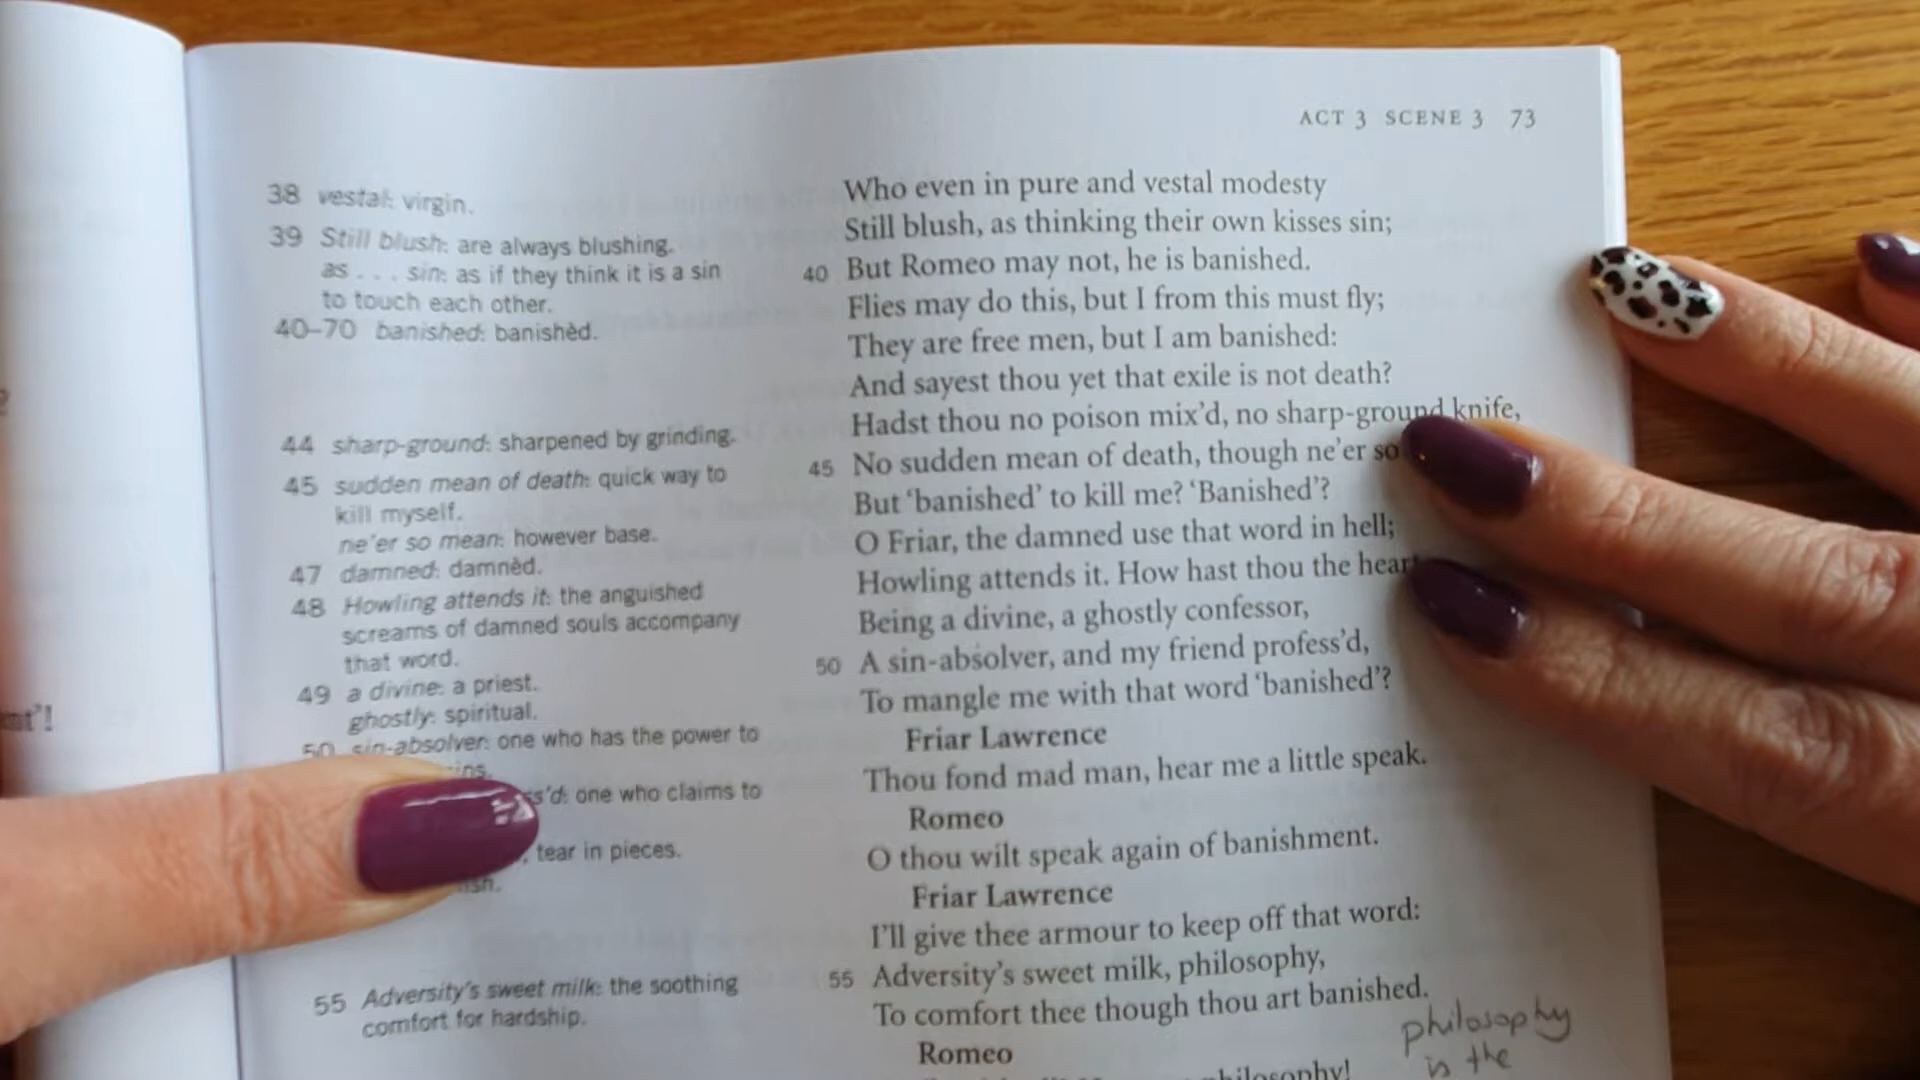 ACT 3 SCENE 3 73
38 vestal: virgin.
39 Still blush: are always blushing.
as . . . sin: as if they think it is a sin
to touch each other.
40–70 banished: banishèd.
44 sharp-ground: sharpened by grinding.
45 sudden mean of death: quick way to
kill myself.
ne'er so mean: however base.
47 damned: damnèd.
48 Howling attends it: the anguished
screams of damned souls accompany
that word.
49 a divine: a priest.
ghostly: spiritual.
50 sin-absolver: one who has the power to
one who claims to
tear in pieces.
55 Adversity's sweet milk: the soothing
comfort for hardship.
Who even in pure and vestal modesty
Still blush, as thinking their own kisses sin;
40 But Romeo may not, he is banished.
Flies may do this, but I from this must fly;
They are free men, but I am banished:
And sayest thou yet that exile is not death?
Hadst thou no poison mix'd, no sharp-ground knife,
45 No sudden mean of death, though ne'er so
But 'banished' to kill me? 'Banished'?
O Friar, the damned use that word in hell;
Howling attends it. How hast thou the heart
Being a divine, a ghostly confessor,
50 A sin-absolver, and my friend profess'd,
To mangle me with that word 'banished'?
Friar Lawrence
Thou fond mad man, hear me a little speak.
Romeo
O thou wilt speak again of banishment.
Friar Lawrence
I'll give thee armour to keep off that word:
55 Adversity's sweet milk, philosophy,
To comfort thee though thou art banished.
Romeo
philosophy!
philosophy
is the